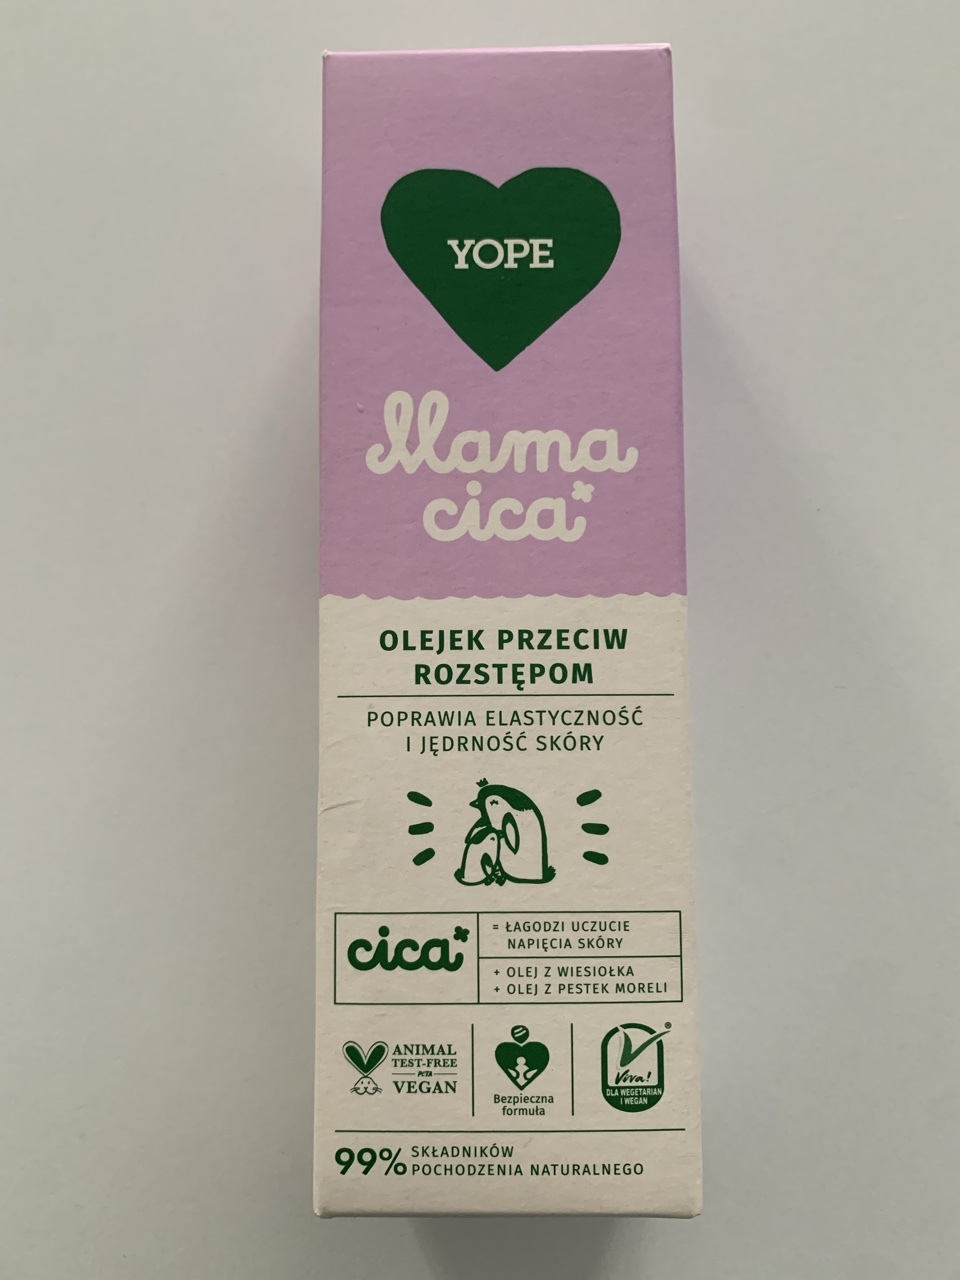 YOPE
Mama
cica
OLEJEK PRZECIW
ROZSTĘPOM
POPRAWIA ELASTYCZNOŚĆ
I JĘDRNOŚĆ SKÓRY
cica
= ŁAGODZI UCZUCIE
NAPIĘCIA SKÓRY
+ OLEJ Z WIESIOŁKA
+ OLEJ Z PESTEK MORELI
ANIMAL
TEST-FREE
PETA
VEGAN
Bezpieczna
formuła
®
Viva!
DLA WEGETARIAN
I WEGAN
99% SKŁADNIKÓW
POCHODZENIA NATURALNEGO